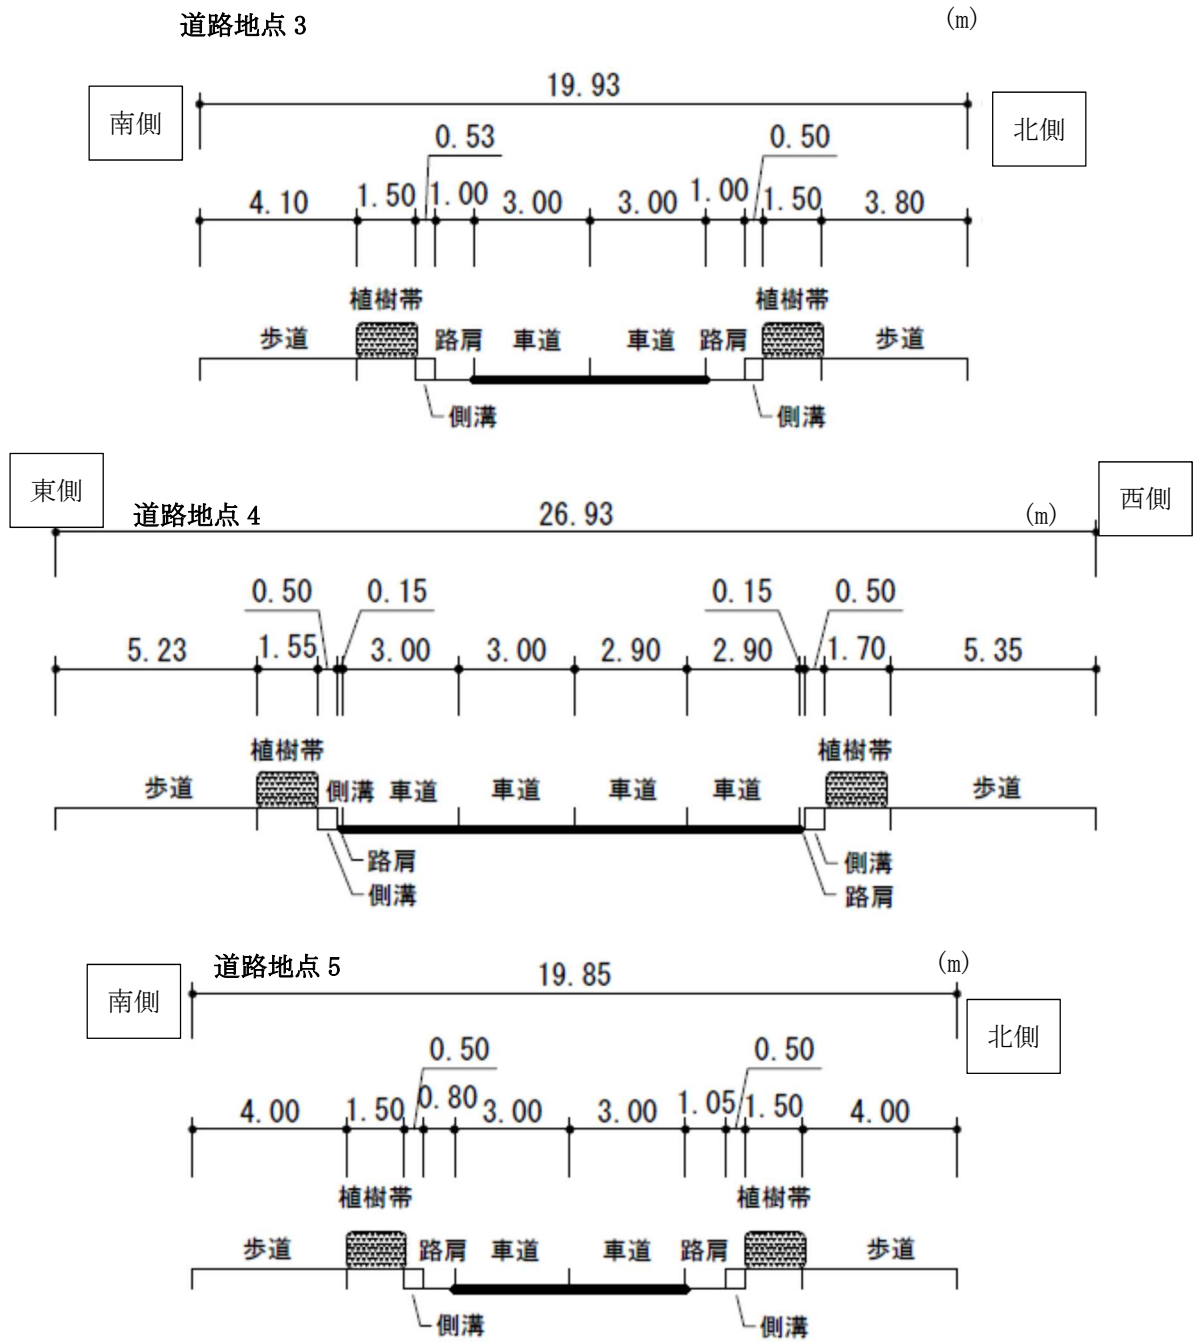 道路地点 3
(m)
19.93
南側
北側
0.53
0.50
4.10 1.50 1.00 3.00 3.00 1.00 1.50 3.80
植樹帯 植樹帯
歩道 路肩 車道 車道 路肩 歩道
側溝 側溝
東側
西側
道路地点 4
26.93
(m)
0.50 0.15 0.15 0.50
5.23 1.55 3.00 3.00 2.90 2.90 1.70 5.35
植樹帯 植樹帯
歩道 側溝 車道 車道 車道 車道 歩道
路肩 側溝
側溝 路肩
道路地点 5
(m)
19.85
南側
北側
0.50 0.50
4.00 1.50 0.80 3.00 3.00 1.05 1.50 4.00
植樹帯 植樹帯
歩道 路肩 車道 車道 路肩 歩道
側溝 側溝